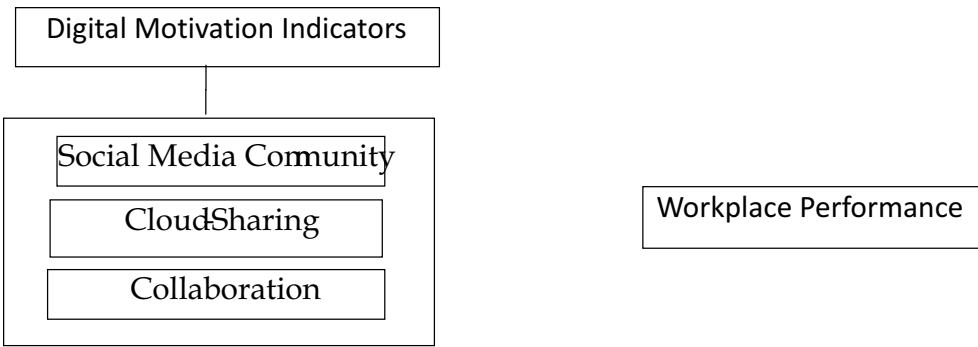 Digital Motivation Indicators
Social Media Community
Cloud-Sharing
Collaboration
Workplace Performance